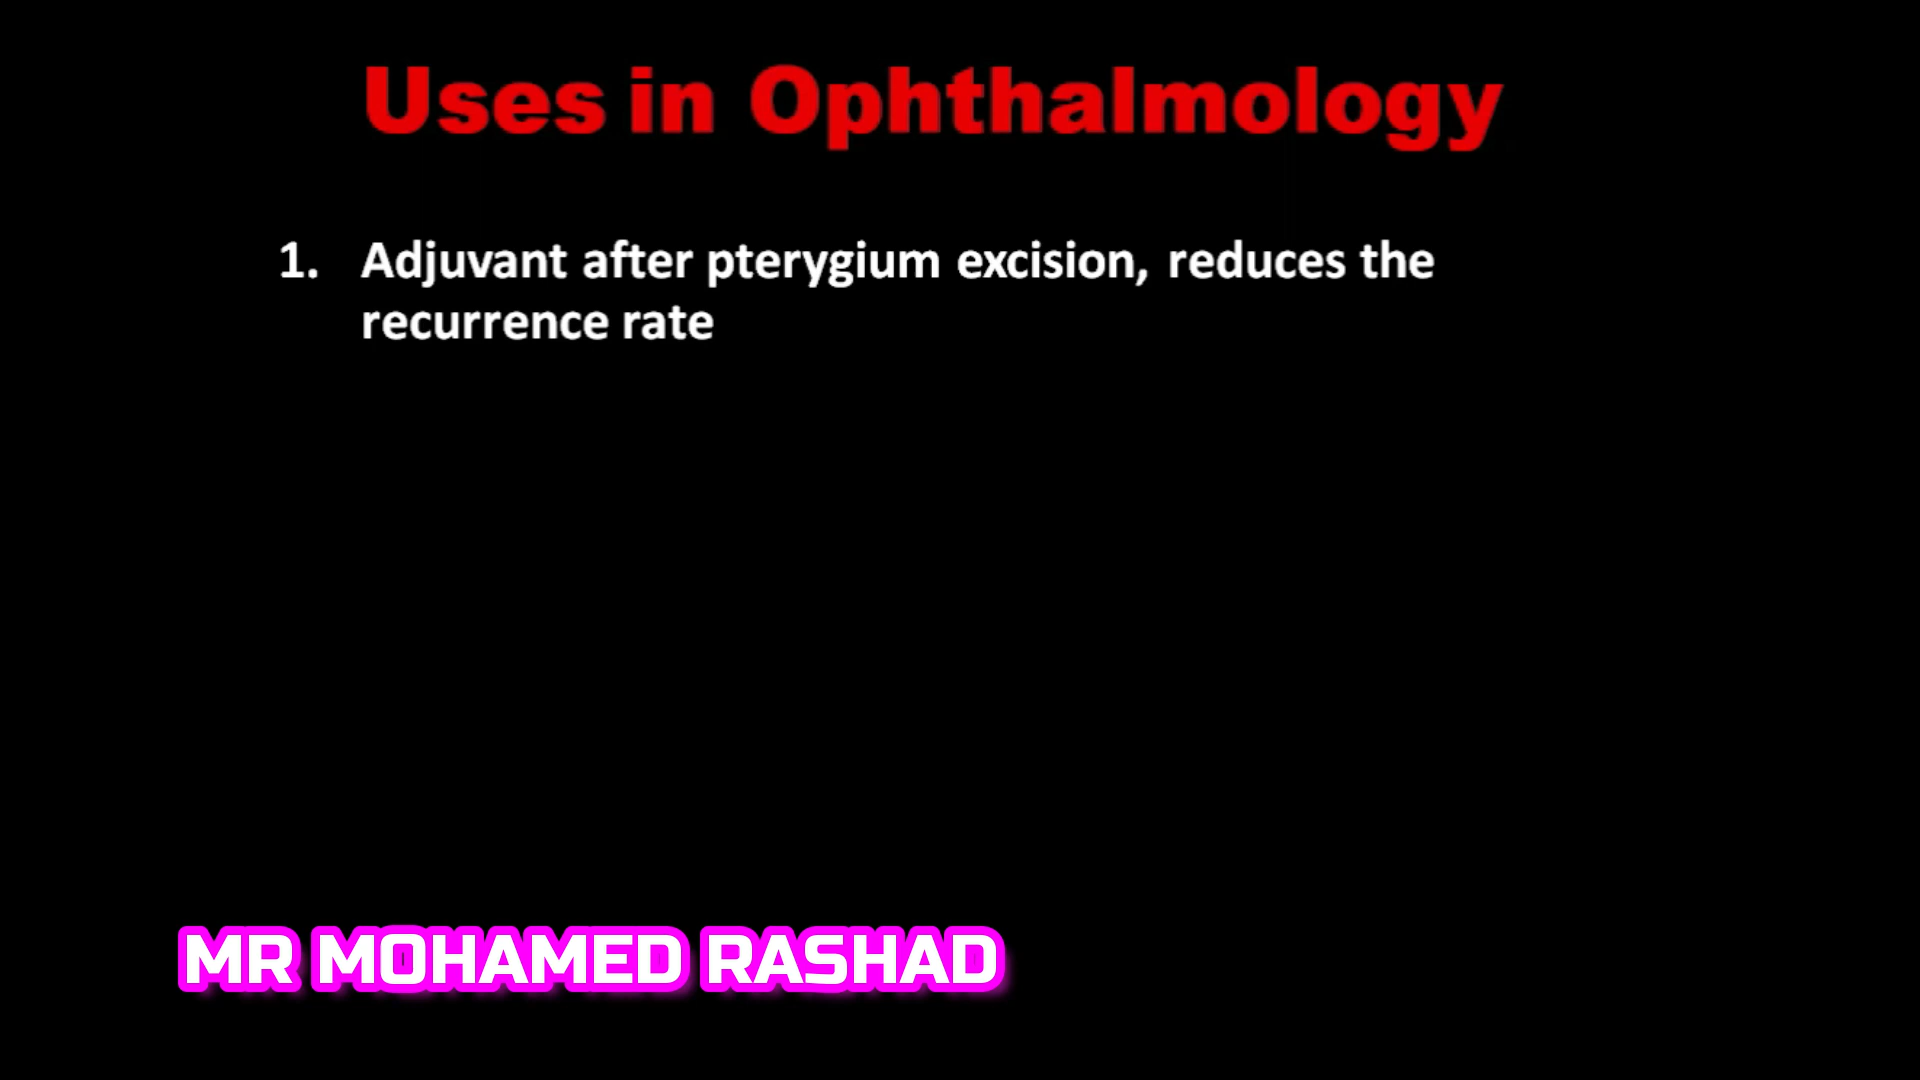 Uses in Ophthalmology
1. Adjuvant after pterygium excision, reduces the
recurrence rate
MR MOHAMED RASHAD